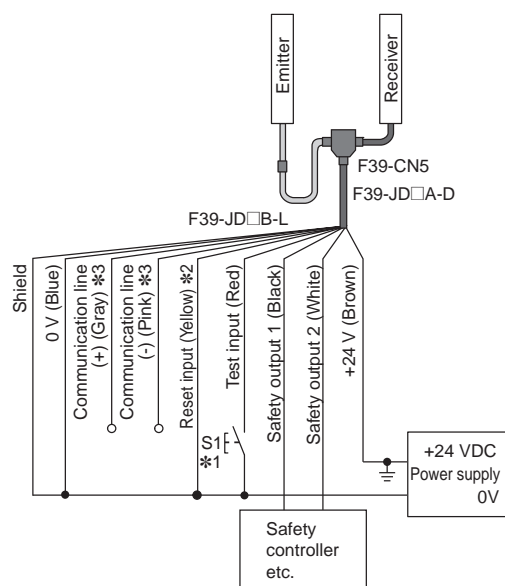 Emitter
Receiver
F39-CN5
F39-JD□A-D
F39-JD□B-L
Shield
0 V (Blue)
Communication line
(+) (Gray) ✻3
Communication line
(-) (Pink) ✻3
Reset input (Yellow) ✻2
Test input (Red)
Safety output 1 (Black)
Safety output 2 (White)
+24 V (Brown)
S1
✻1
+24 VDC
Power supply
0V
Safety
controller
etc.